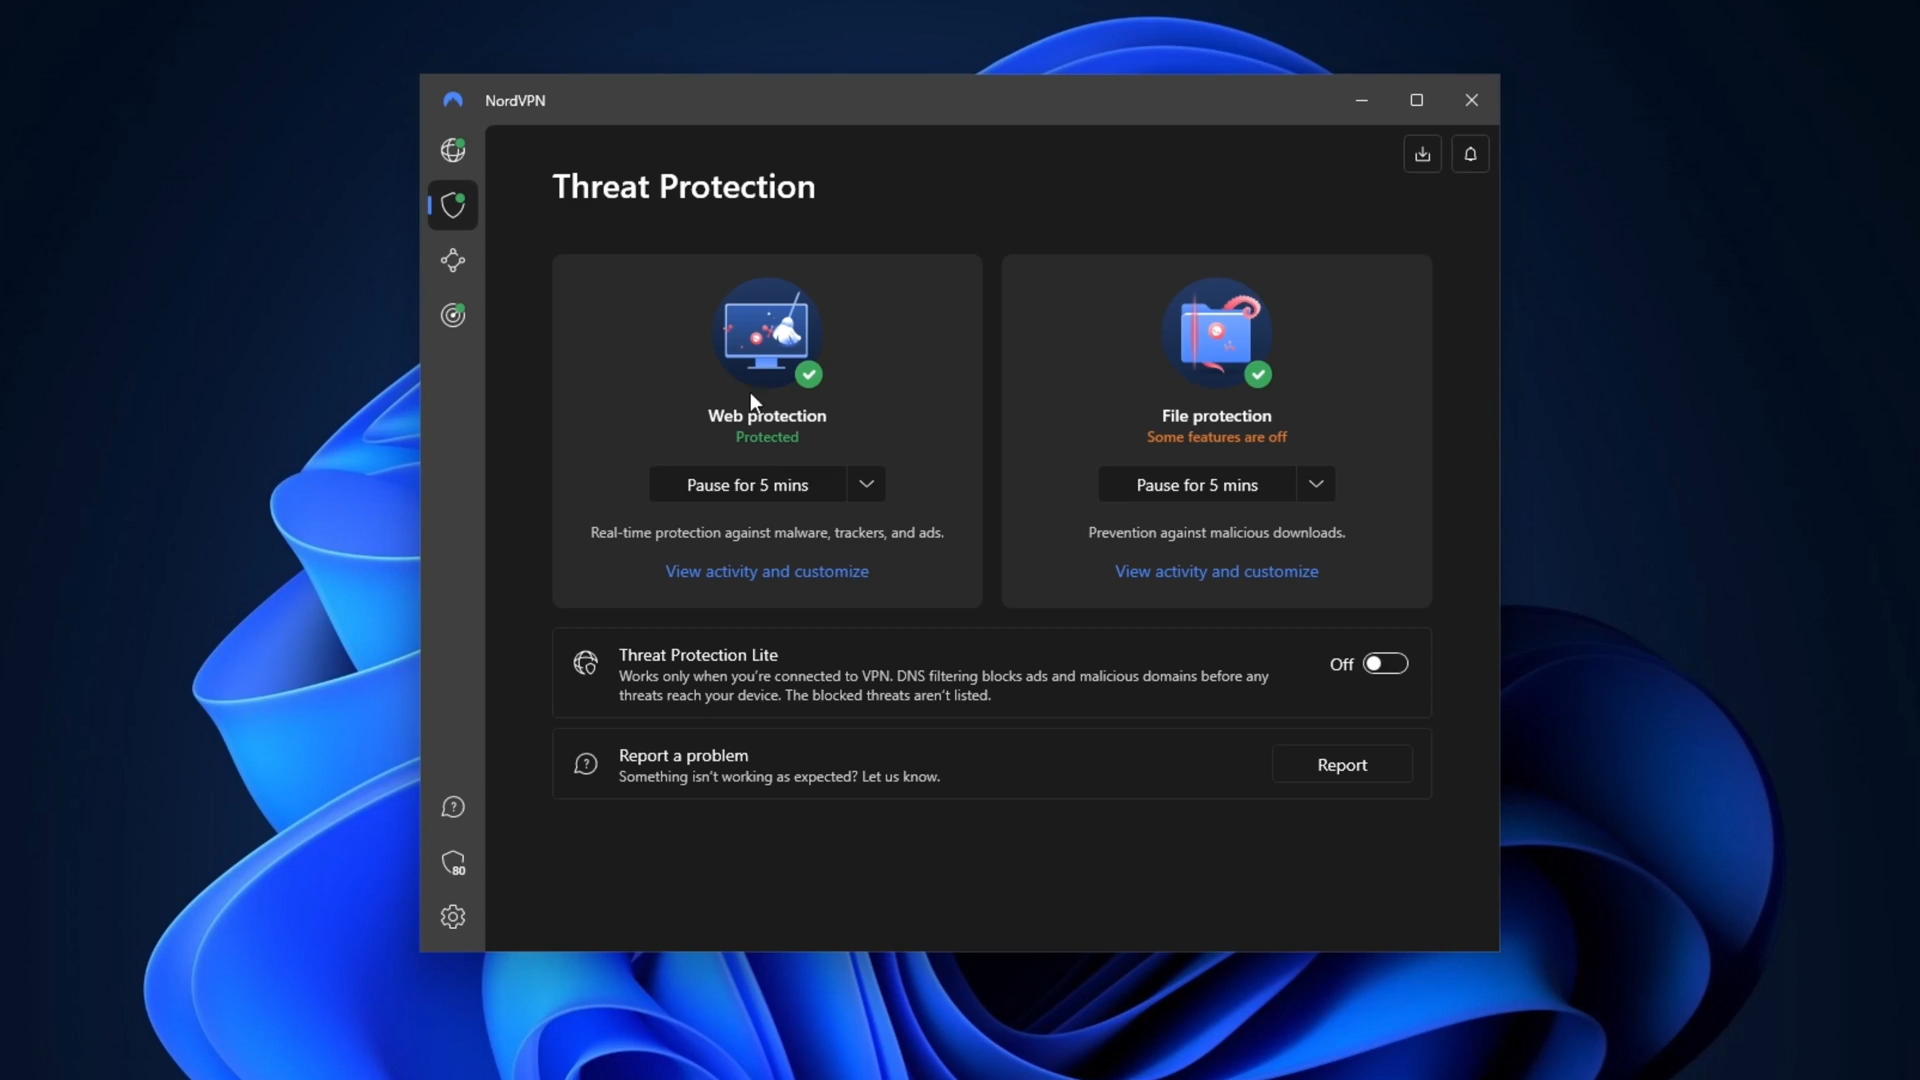 NordVPN
Threat Protection
Web protection
Protected
Pause for 5 mins
Real-time protection against malware, trackers, and ads.
View activity and customize
File protection
Some features are off
Pause for 5 mins
Prevention against malicious downloads.
View activity and customize
Threat Protection Lite
Works only when you're connected to VPN. DNS filtering blocks ads and malicious domains before any
threats reach your device. The blocked threats aren't listed.
Off
Report a problem
Something isn't working as expected? Let us know.
Report
80